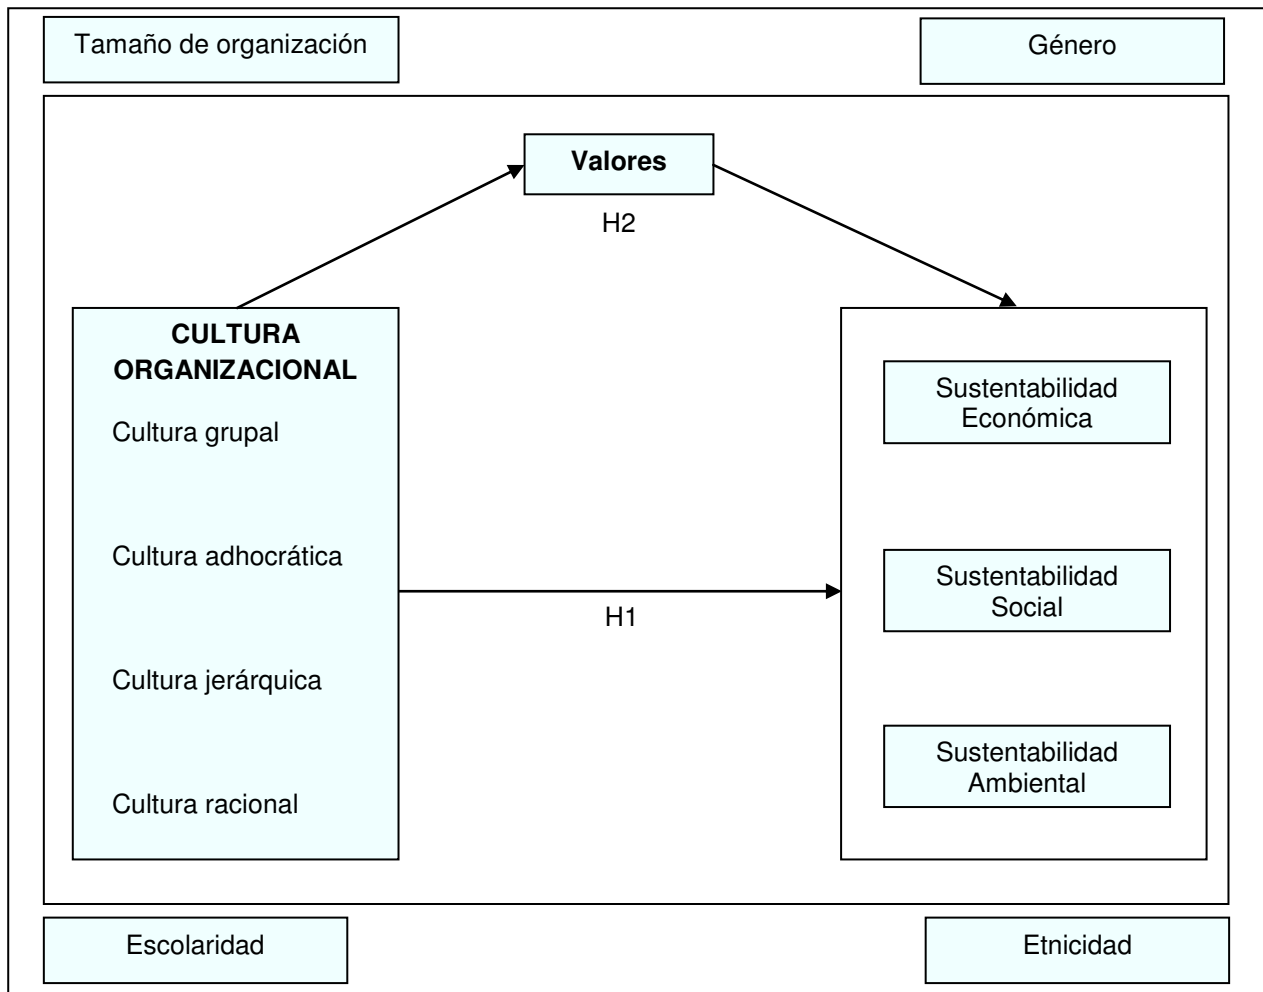 Tamaño de organización
Género
Valores
H2
CULTURA
ORGANIZACIONAL
Cultura grupal
Cultura adhocrática
Cultura jerárquica
Cultura racional
H1
Sustentabilidad
Económica
Sustentabilidad
Social
Sustentabilidad
Ambiental
Escolaridad
Etnicidad